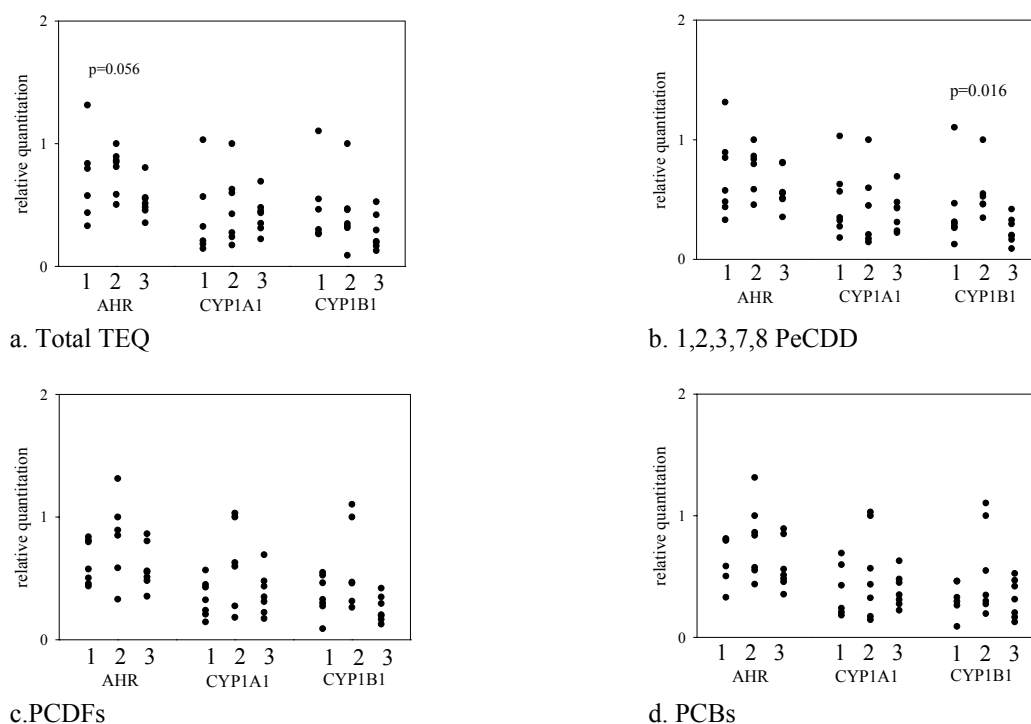 2
p=0.056
1
relative quantitation
0
1 2 3 1 2 3 1 2 3
AHR CYP1A1 CYP1B1
a. Total TEQ
2
p=0.016
1
relative quantitation
0
1 2 3 1 2 3 1 2 3
AHR CYP1A1 CYP1B1
b. 1,2,3,7,8 PeCDD
2
1
relative quantitation
0
1 2 3 1 2 3 1 2 3
AHR CYP1A1 CYP1B1
c.PCDFs
2
1
relative quantitation
0
1 2 3 1 2 3 1 2 3
AHR CYP1A1 CYP1B1
d. PCBs